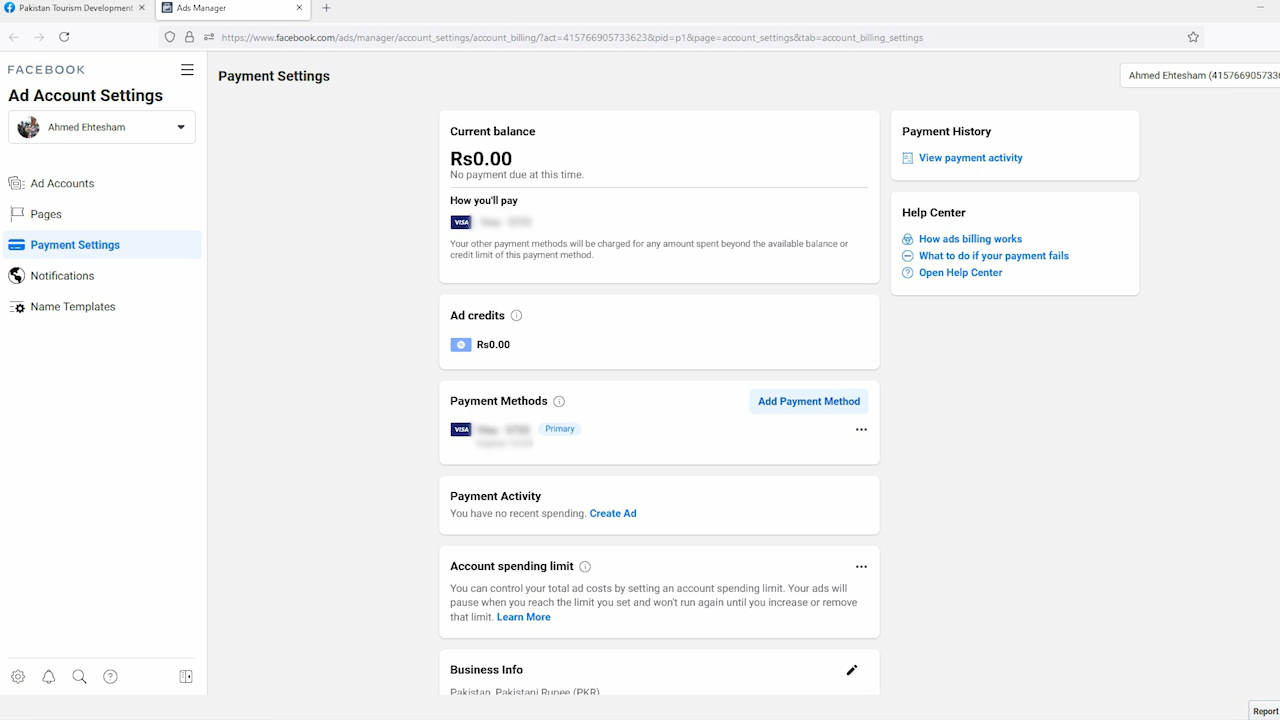 Pakistan Tourism Development
Ads Manager
https://www.facebook.com/ads/manager/account_settings/account_billing/?act=415766905733623&pid=p1&page=account_settings&tab=account_billing_settings
FACEBOOK
Ad Account Settings
Ahmed Ehtesham
Ad Accounts
Pages
Payment Settings
Notifications
Name Templates
Payment Settings
Ahmed Ehtesham (4157669057336
Current balance
Rs0.00
No payment due at this time.
How you'll pay
VISA
Your other payment methods will be charged for any amount spent beyond the available balance or
credit limit of this payment method.
Ad credits
Rs0.00
Payment Methods
Add Payment Method
VISA
Primary
Payment Activity
You have no recent spending. Create Ad
Account spending limit
You can control your total ad costs by setting an account spending limit. Your ads will
pause when you reach the limit you set and won't run again until you increase or remove
that limit. Learn More
Business Info
Pakistan, Pakistani Rupee (PKR)
Payment History
View payment activity
Help Center
How ads billing works
What to do if your payment fails
Open Help Center
Report